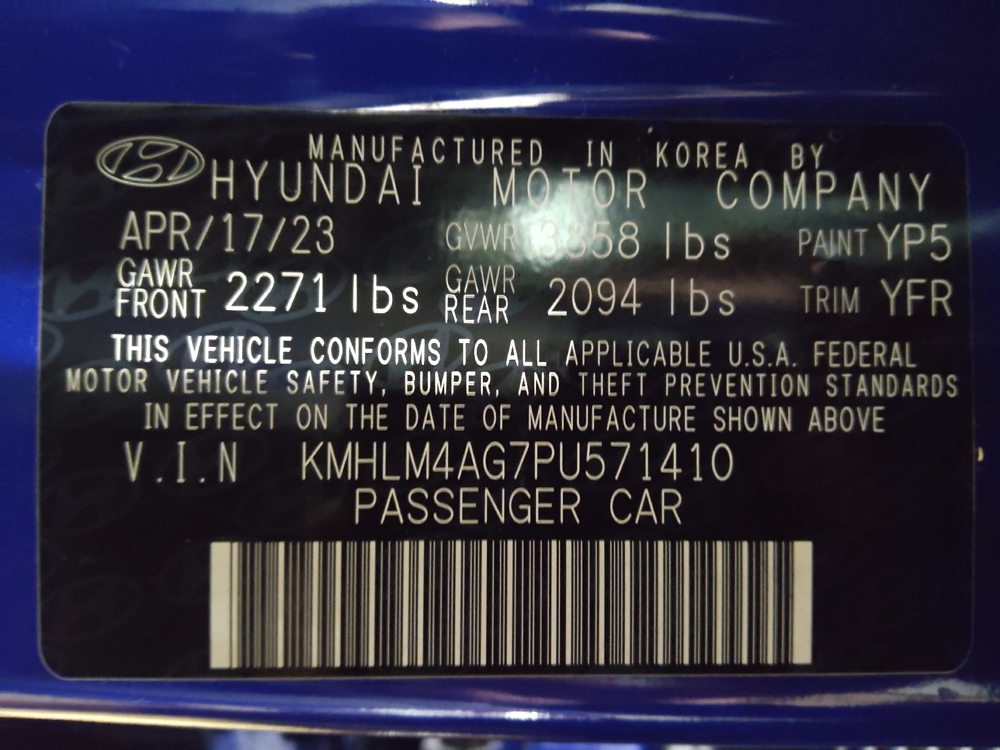 MANUFACTURED IN KOREA BY
HYUNDAI MOTOR COMPANY
APR/17/23 GVWR 3858 lbs PAINT YP5
GAWR FRONT 2271 lbs GAWR REAR 2094 lbs TRIM YFR
THIS VEHICLE CONFORMS TO ALL APPLICABLE U.S.A. FEDERAL
MOTOR VEHICLE SAFETY, BUMPER, AND THEFT PREVENTION STANDARDS
IN EFFECT ON THE DATE OF MANUFACTURE SHOWN ABOVE
V.I.N KMHLM4AG7PU571410
PASSENGER CAR